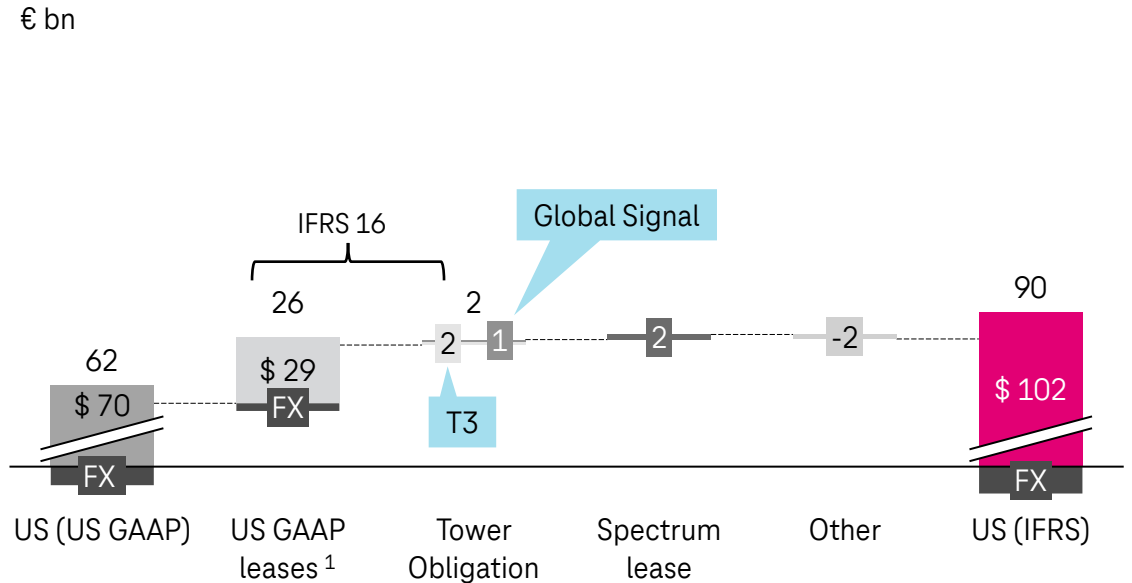 € bn
Global Signal
IFRS 16
26
2
90
62
2
1
2
-2
$ 29
$ 70
FX
T3
$ 102
FX
FX
US (US GAAP)
US GAAP
leases 1
Tower
Obligation
Spectrum
lease
Other
US (IFRS)